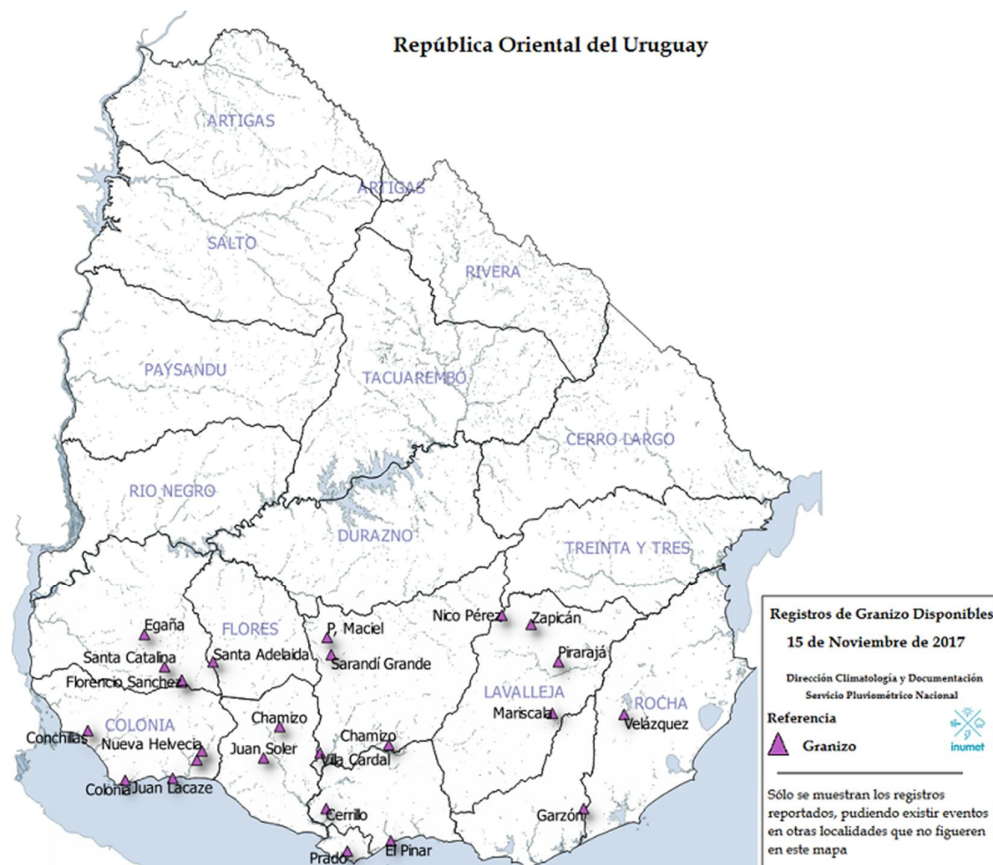 República Oriental del Uruguay
ARTIGAS
ARTIGAS
SALTO
RIVERA
PAYSANDU
TACUAREMBÓ
CERRO LARGO
RIO NEGRO
DURAZNO
TREINTA Y TRES
Nico Pérez
Zapicán
Egaña
FLORES
P, Maciel
Santa Catalina
Santa Adelaida
Sarandí Grande
Pirarajá
Florencio Sanchez
LAVALLEJA
ROCHA
Mariscala
Velázquez
COLONIA
Chamizo
Conchillas
Nueva Helvecia
Juan Soler
Chamizo
Vila Cardal
Colonia
Juan Lacaze
Cerrillo
Garzón
Prado
El Pinar
Registros de Granizo Disponibles
15 de Noviembre de 2017
Dirección Climatología y Documentación
Servicio Pluviométrico Nacional
Referencia
Granizo
inumet
Sólo se muestran los registros
reportados, pudiendo existir eventos
en otras localidades que no figueren
en este mapa